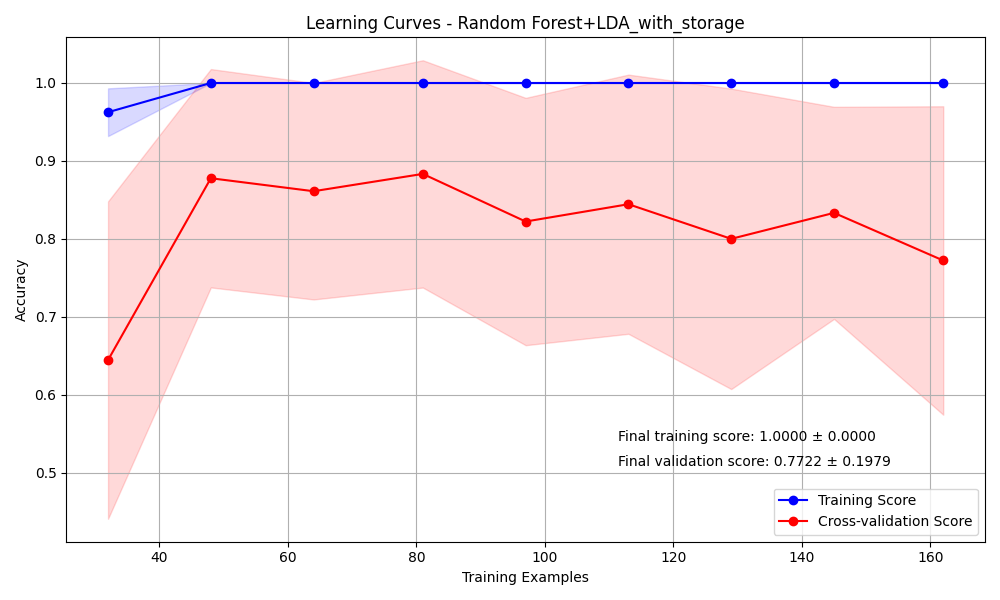 Learning Curves - Random Forest+LDA_with_storage
Accuracy
1.0
0.9
0.8
0.7
0.6
0.5
Final training score: 1.0000 ± 0.0000
Final validation score: 0.7722 ± 0.1979
Training Score
Cross-validation Score
40 60 80 100 120 140 160
Training Examples